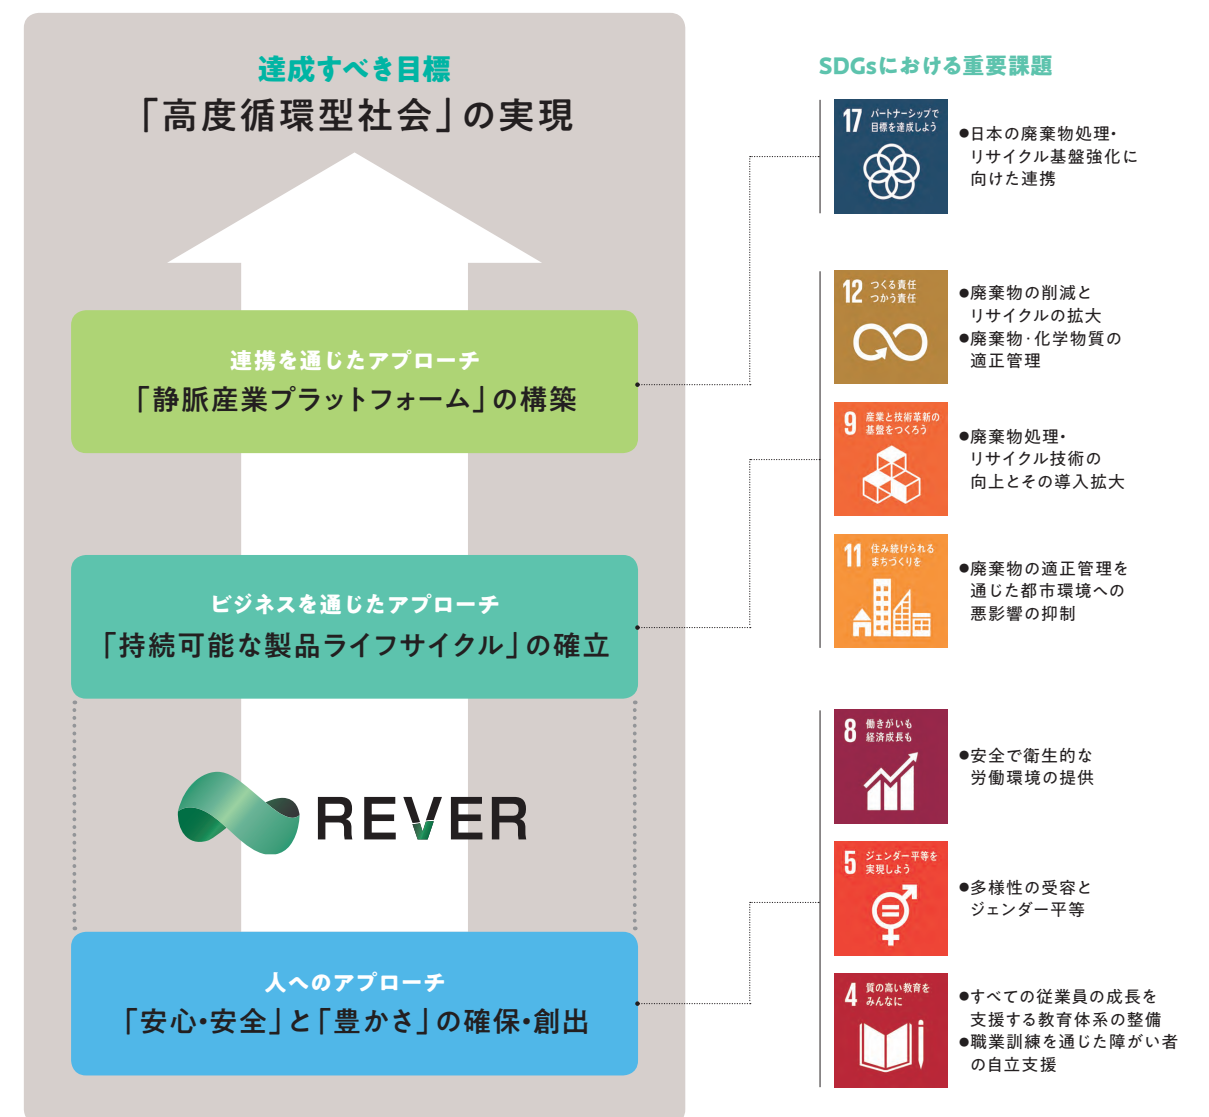 達成すべき目標
「高度循環型社会」の実現
連携を通じたアプローチ
「静脈産業プラットフォーム」の構築
ビジネスを通じたアプローチ
「持続可能な製品ライフサイクル」の確立
REVER
人へのアプローチ
「安心・安全」と「豊かさ」の確保・創出
SDGsにおける重要課題
17 パートナーシップで
目標を達成しよう
●日本の廃棄物処理・
リサイクル基盤強化に
向けた連携
12 つくる責任
つかう責任
●廃棄物の削減と
リサイクルの拡大
●廃棄物・化学物質の
適正管理
9 産業と技術革新の
基盤をつくろう
●廃棄物処理・
リサイクル技術の
向上とその導入拡大
11 住み続けられる
まちづくりを
●廃棄物の適正管理を
通じた都市環境への
悪影響の抑制
8 働きがいも
経済成長も
●安全で衛生的な
労働環境の提供
5 ジェンダー平等を
実現しよう
●多様性の受容と
ジェンダー平等
4 質の高い教育を
みんなに
●すべての従業員の成長を
支援する教育体系の整備
●職業訓練を通じた障がい者
の自立支援